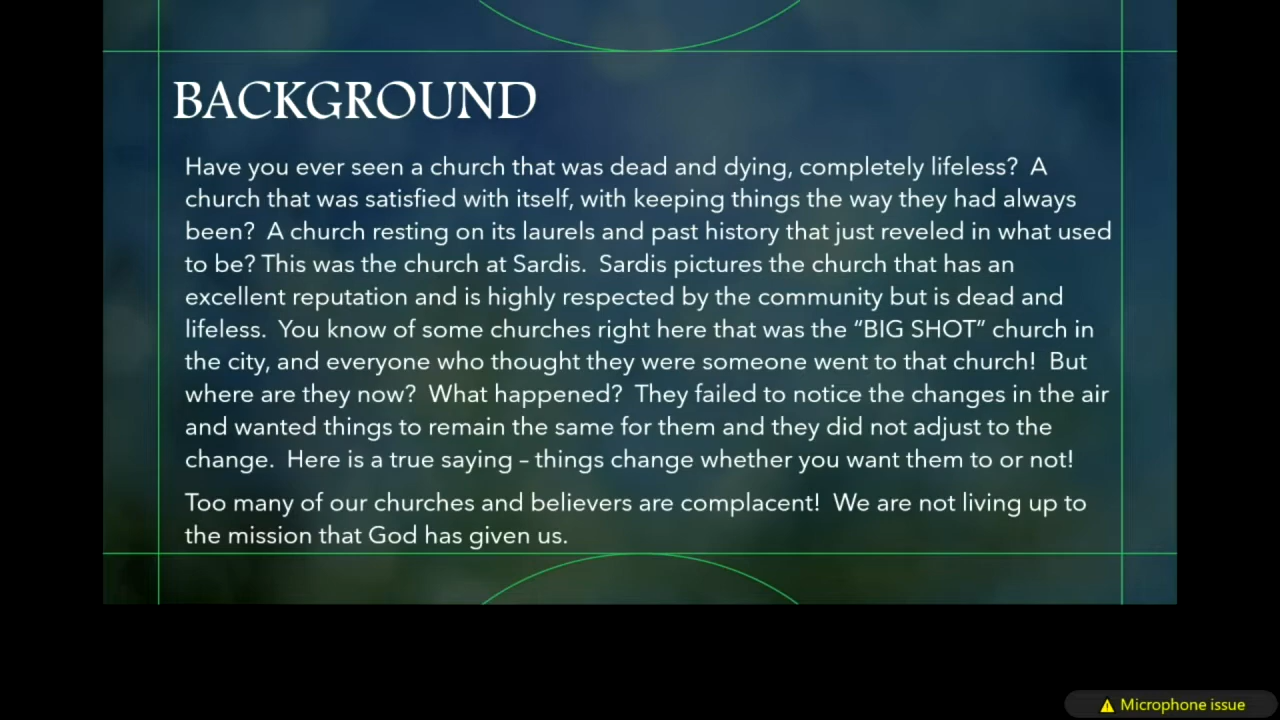 BACKGROUND
Have you ever seen a church that was dead and dying, completely lifeless?  A
church that was satisfied with itself, with keeping things the way they had always
been?  A church resting on its laurels and past history that just reveled in what used
to be? This was the church at Sardis.  Sardis pictures the church that has an
excellent reputation and is highly respected by the community but is dead and
lifeless.  You know of some churches right here that was the “BIG SHOT” church in
the city, and everyone who thought they were someone went to that church!  But
where are they now?  What happened?  They failed to notice the changes in the air
and wanted things to remain the same for them and they did not adjust to the
change.  Here is a true saying – things change whether you want them to or not!
Too many of our churches and believers are complacent!  We are not living up to
the mission that God has given us.
Microphone issue